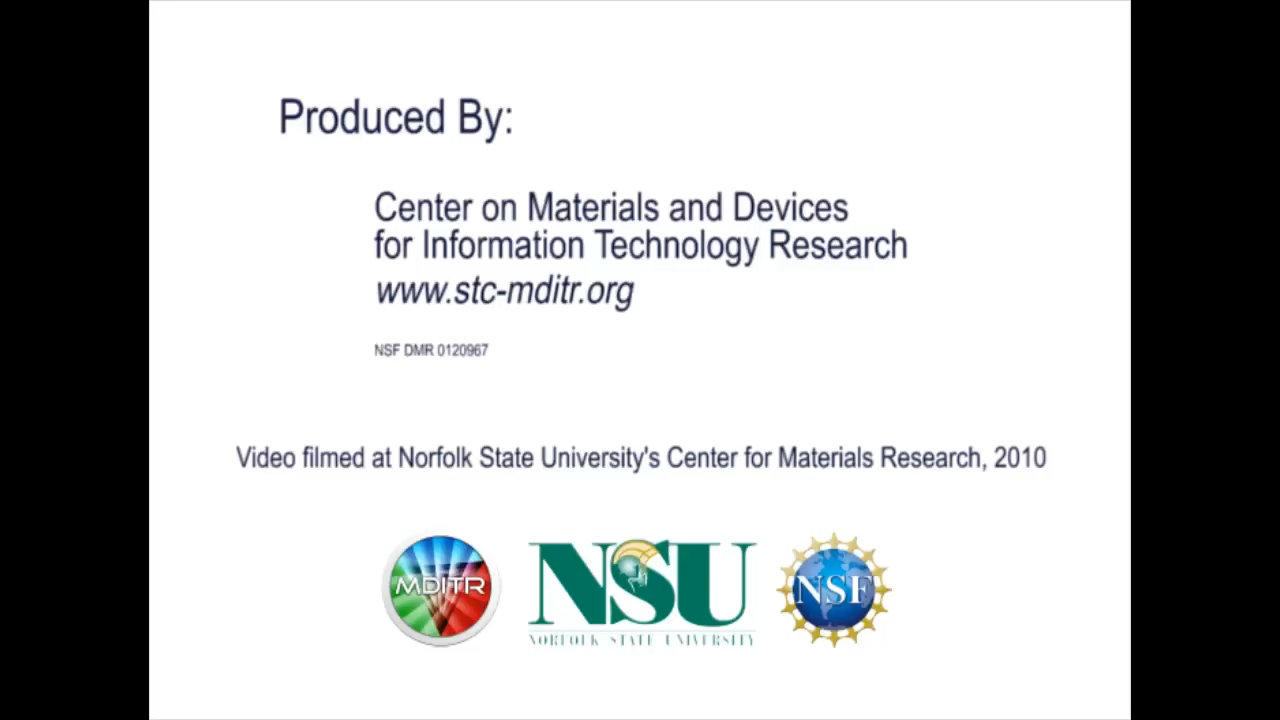 Produced By:
Center on Materials and Devices
for Information Technology Research
www.stc-mditr.org
NSF DMR 0120967
Video filmed at Norfolk State University's Center for Materials Research, 2010
MDITR
NSU
NORFOLK STATE UNIVERSITY
NSF